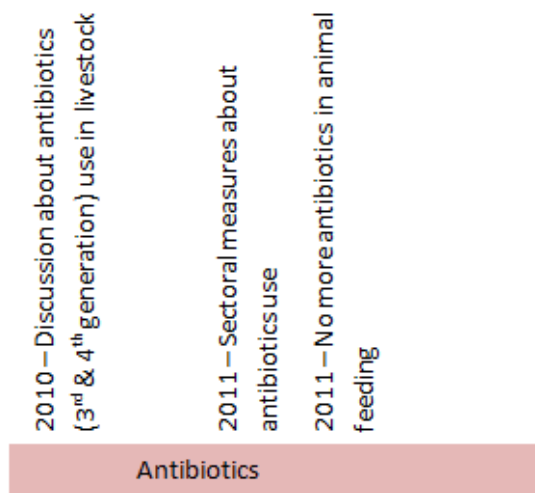 2010 – Discussion about antibiotics
(3rd & 4th generation) use in livestock
2011 – Sectoral measures about
antibiotics use
2011 – No more antibiotics in animal
feeding
Antibiotics